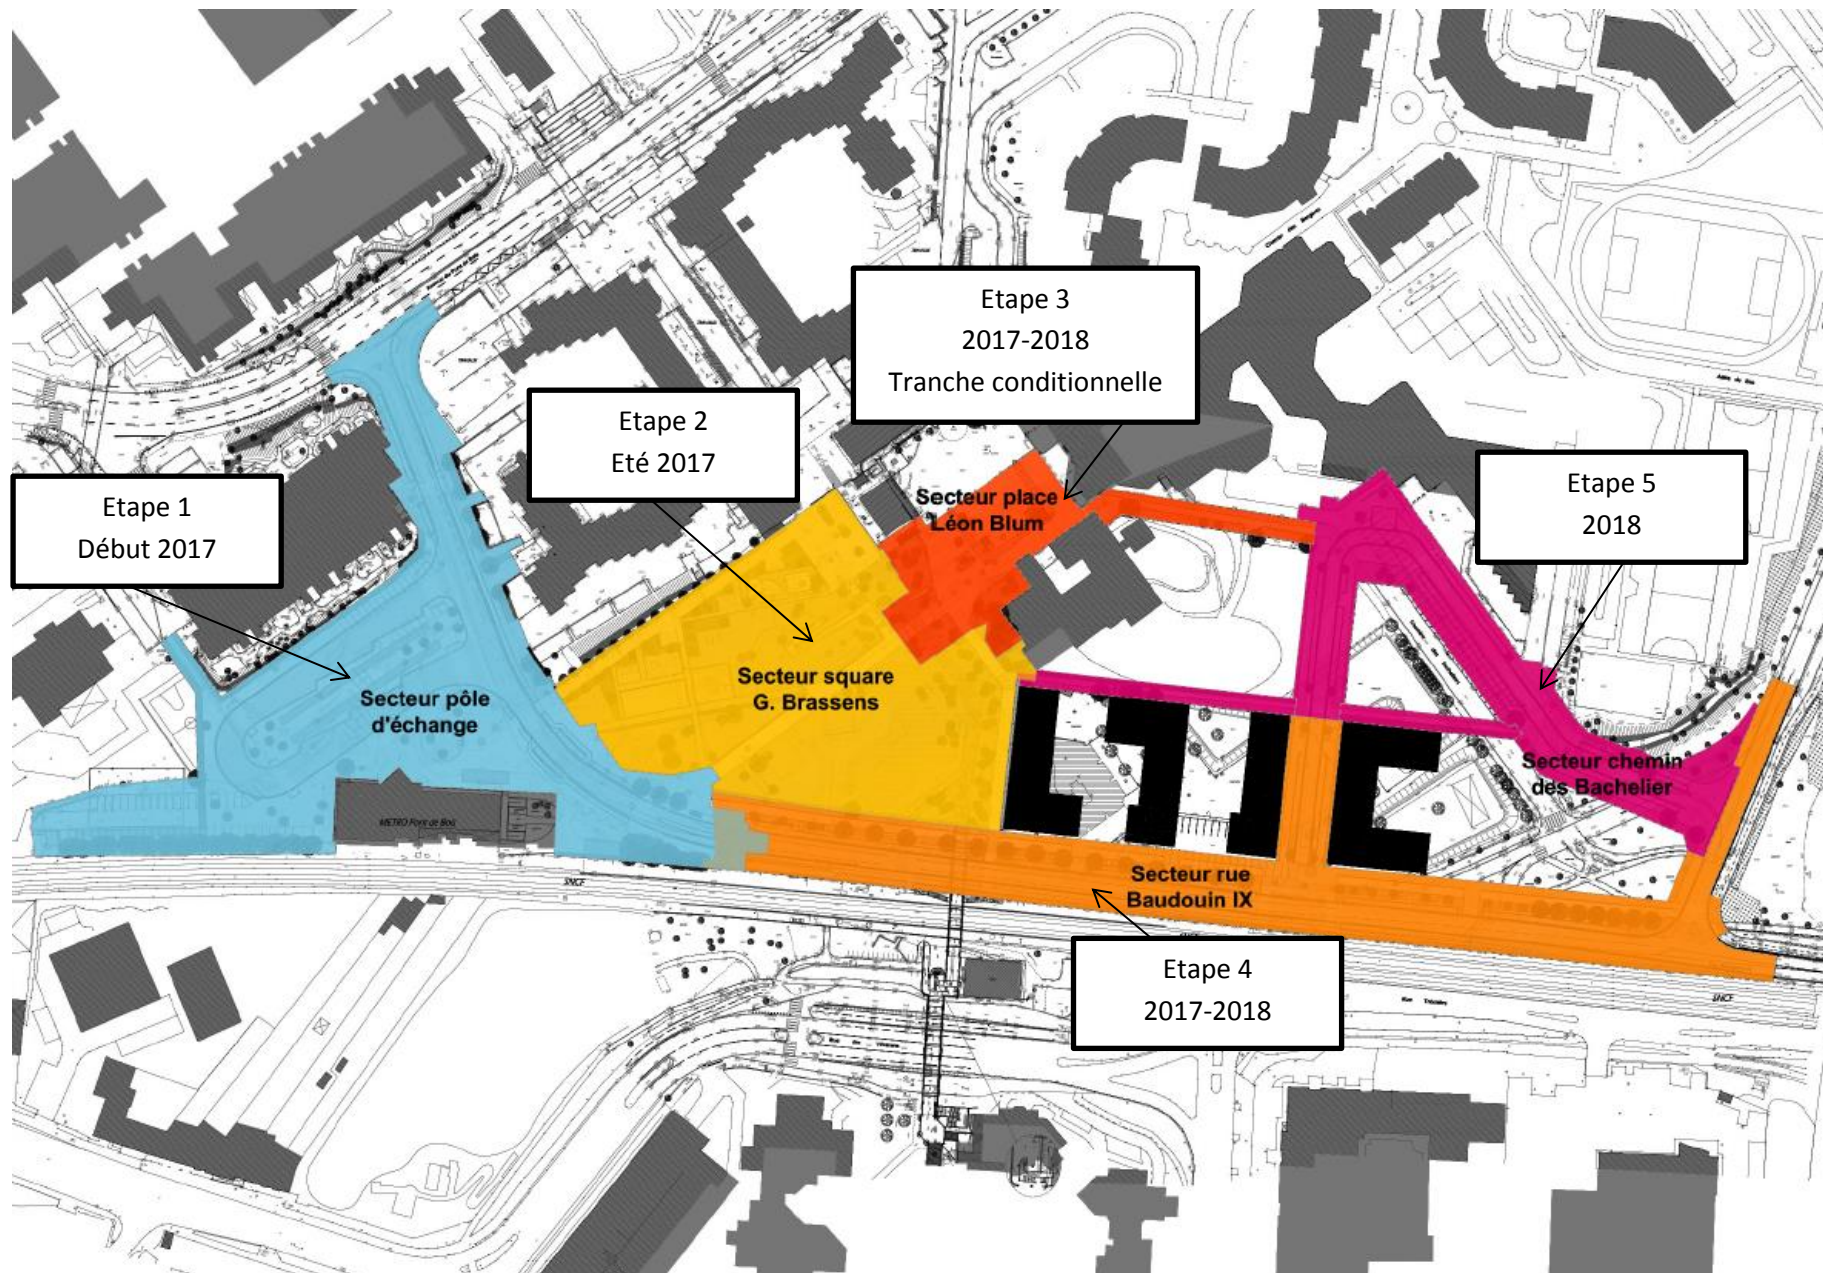 Etape 3
2017-2018
Tranche conditionnelle
Etape 2
Eté 2017
Etape 5
2018
Etape 1
Début 2017
Secteur place
Léon Blum
Secteur square
G. Brassens
Secteur pôle
d'échange
Secteur chemin
des Bachelier
METRO Pont de Bois
Secteur rue
Baudouin IX
SNCF
Etape 4
2017-2018
SNCF